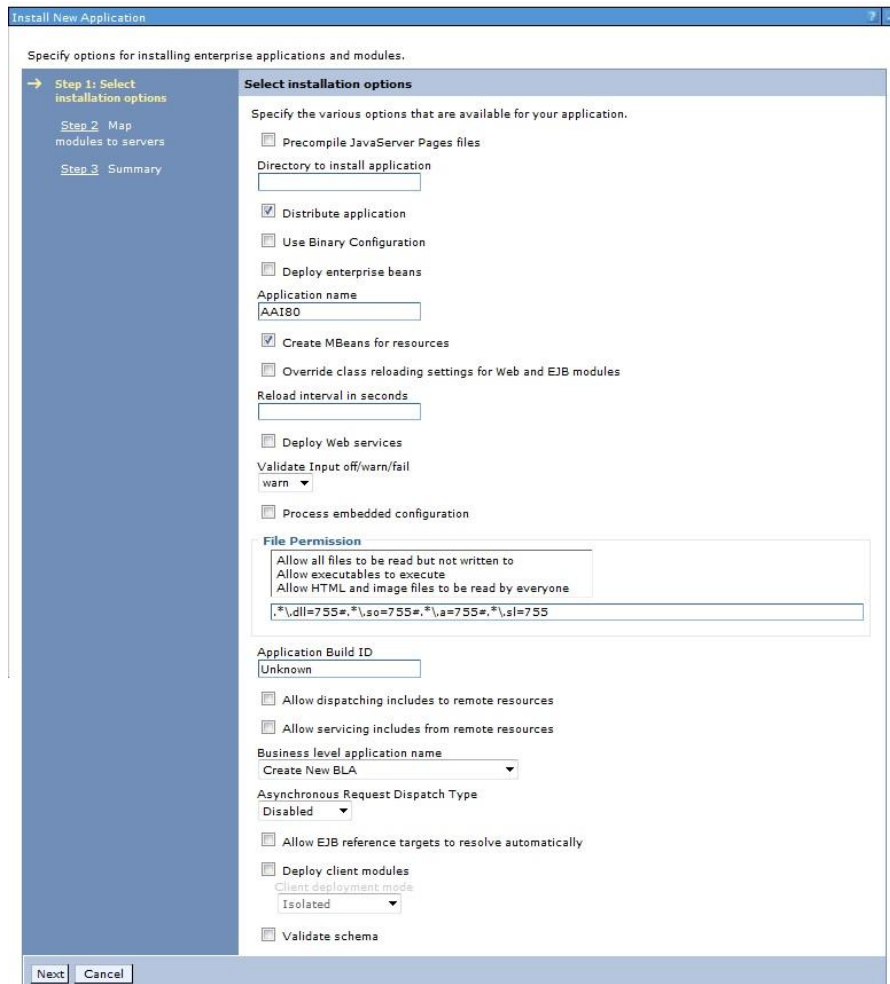 Install New Application
?
Specify options for installing enterprise applications and modules.
→ Step 1: Select
installation options
Step 2 Map
modules to servers
Step 3 Summary
Select installation options
Specify the various options that are available for your application.
Precompile JavaServer Pages files
Directory to install application
Distribute application
Use Binary Configuration
Deploy enterprise beans
Application name
AAI80
Create MBeans for resources
Override class reloading settings for Web and EJB modules
Reload interval in seconds
Deploy Web services
Validate Input off/warn/fail
warn
Process embedded configuration
File Permission
Allow all files to be read but not written to
Allow executables to execute
Allow HTML and image files to be read by everyone
.*\.dll=755#.*\.so=755#.*\.a=755#.*\.sl=755
Application Build ID
Unknown
Allow dispatching includes to remote resources
Allow servicing includes from remote resources
Business level application name
Create New BLA
Asynchronous Request Dispatch Type
Disabled
Allow EJB reference targets to resolve automatically
Deploy client modules
Client deployment mode
Isolated
Validate schema
Next Cancel